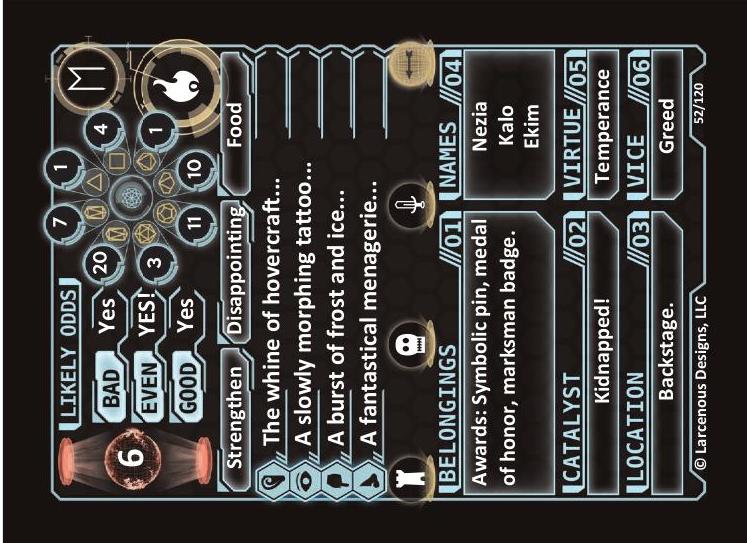 6
LIKELY ODDS
BAD Yes
EVEN YES!
GOOD Yes
20
7
1
4
1
10
11
3
Strengthen Disappointing Food
The whine of hovercraft...
A slowly morphing tattoo...
A burst of frost and ice...
A fantastical menagerie...
BELONGINGS //01
Awards: Symbolic pin, medal
of honor, marksman badge.
NAMES //04
Nezia
Kalo
Ekim
CATALYST //02
Kidnapped!
VIRTUE //05
Temperance
LOCATION //03
Backstage.
VICE //06
Greed
© Larcenous Designs, LLC
52/120